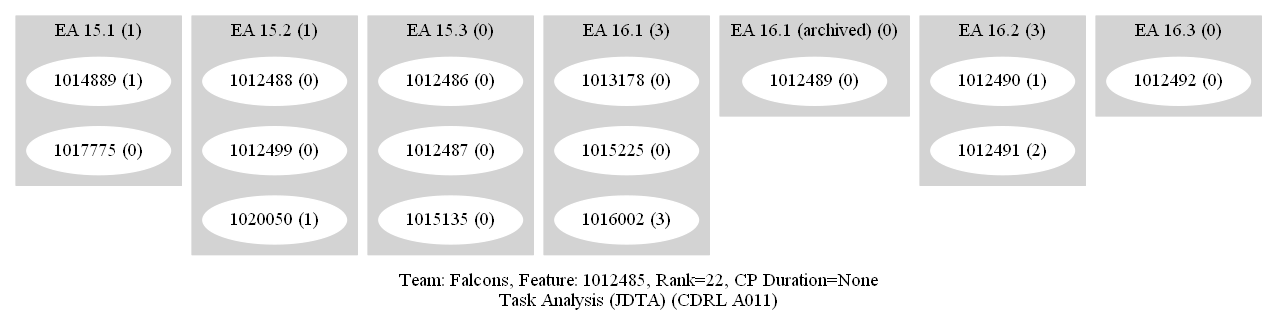 EA 15.1 (1)
1014889 (1)
1017775 (0)
EA 15.2 (1)
1012488 (0)
1012499 (0)
1020050 (1)
EA 15.3 (0)
1012486 (0)
1012487 (0)
1015135 (0)
EA 16.1 (3)
1013178 (0)
1015225 (0)
1016002 (3)
EA 16.1 (archived) (0)
1012489 (0)
EA 16.2 (3)
1012490 (1)
1012491 (2)
EA 16.3 (0)
1012492 (0)
Team: Falcons, Feature: 1012485, Rank=22, CP Duration=None
Task Analysis (JDTA) (CDRL A011)